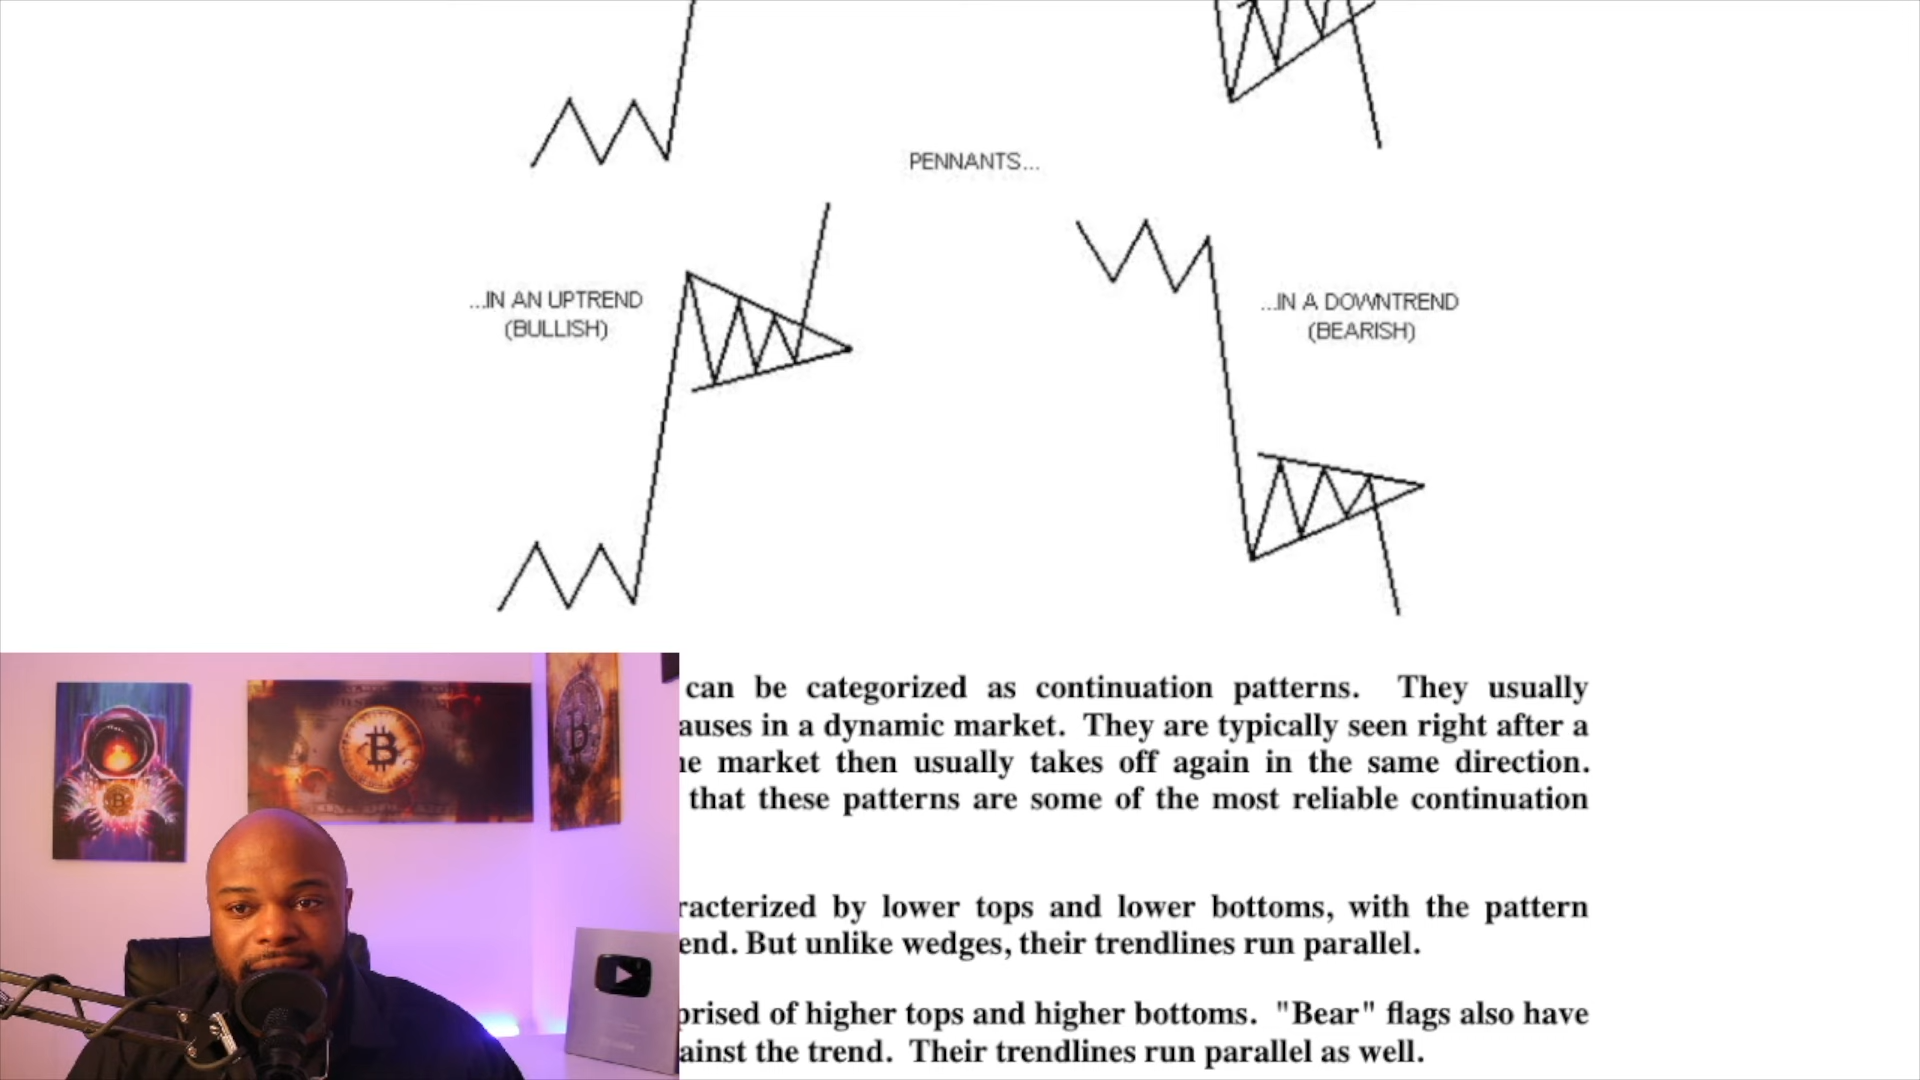 PENNANTS...
...IN AN UPTREND
(BULLISH)
...IN A DOWNTREND
(BEARISH)
can be categorized as continuation patterns. They usually
auses in a dynamic market. They are typically seen right after a
e market then usually takes off again in the same direction.
that these patterns are some of the most reliable continuation
racterized by lower tops and lower bottoms, with the pattern
end. But unlike wedges, their trendlines run parallel.
prised of higher tops and higher bottoms. "Bear" flags also have
ainst the trend. Their trendlines run parallel as well.